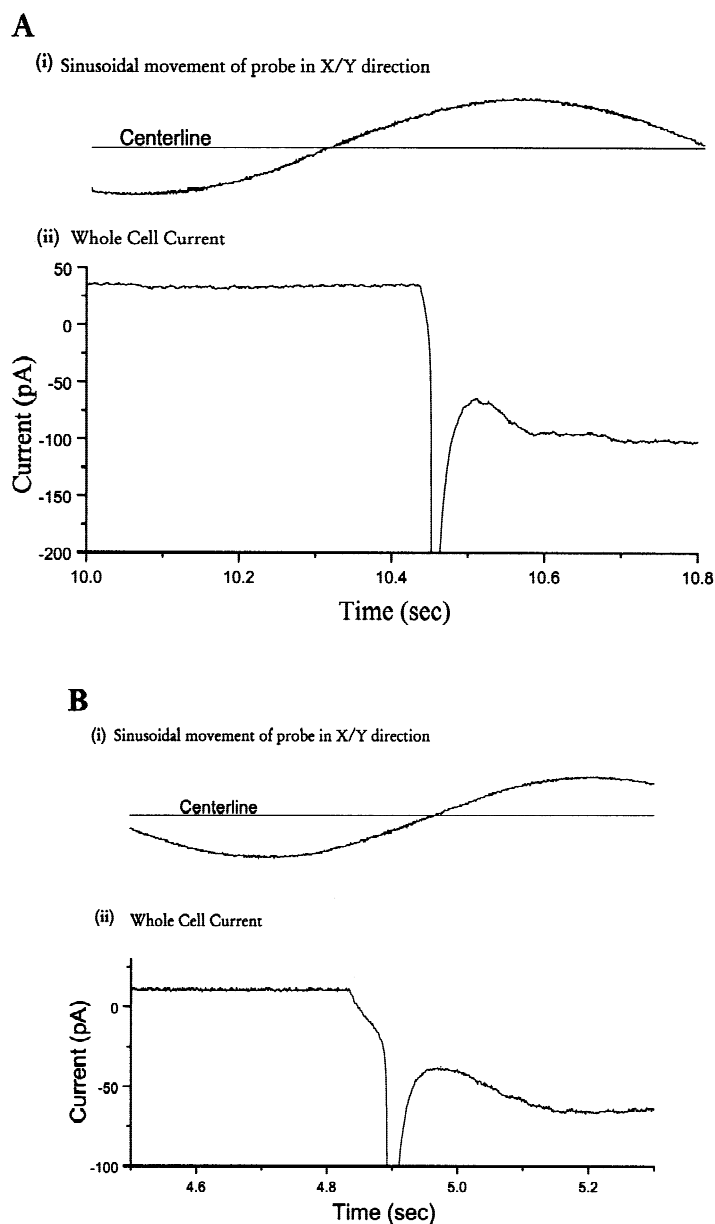 A
(i) Sinusoidal movement of probe in X/Y direction
Centerline
(ii) Whole Cell Current
50
0
-50
-100
-150
-200
Current (pA)
10.0 10.2 10.4 10.6 10.8
Time (sec)
B
(i) Sinusoidal movement of probe in X/Y direction
Centerline
(ii) Whole Cell Current
0
-50
-100
Current (pA)
4.6 4.8 5.0 5.2
Time (sec)